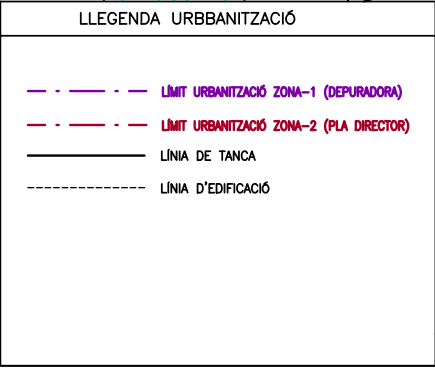 LLEGENDA URBBANITZACIÓ
LÍMIT URBANITZACIÓ ZONA-1 (DEPURADORA)
LÍMIT URBANITZACIÓ ZONA-2 (PLA DIRECTOR)
LÍNIA DE TANCA
LÍNIA D'EDIFICACIÓ